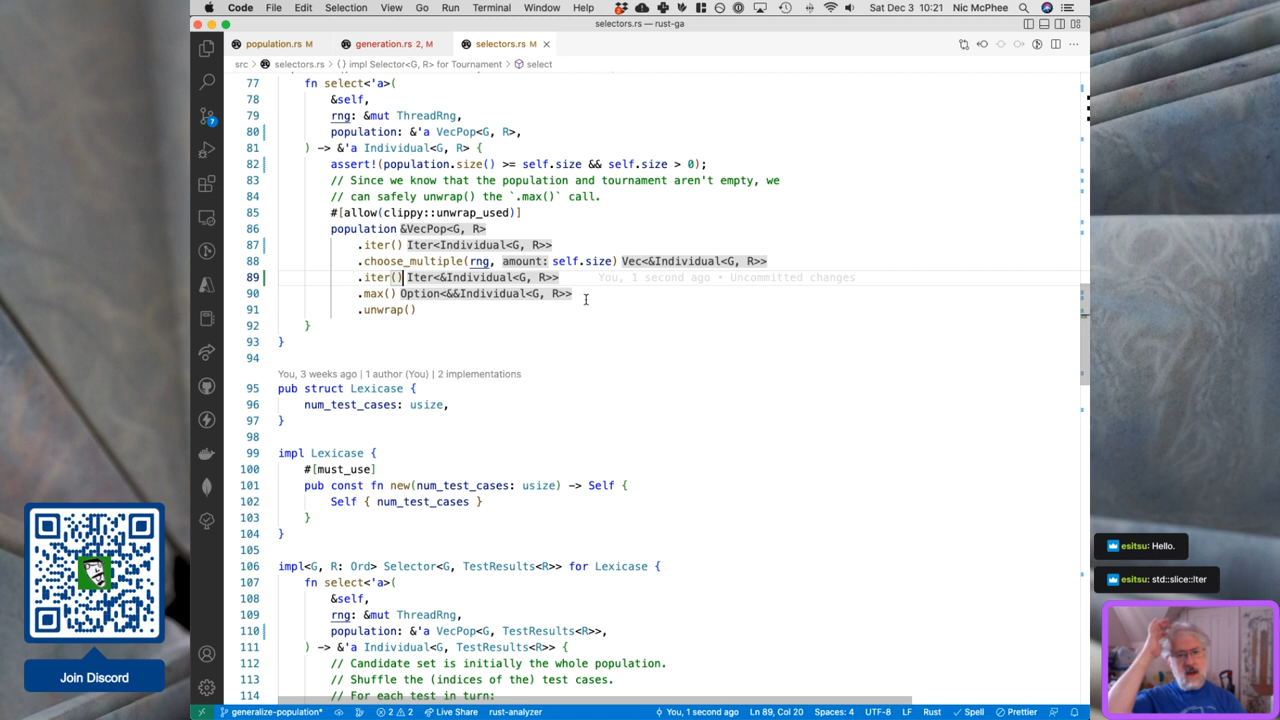 Code File Edit Selection View Go Run Terminal Window Help Sat Dec 3 10:21 Nic McPhee
selectors.rs — rust-ga
population.rs M generation.rs 2, M selectors.rs M
src > selectors.rs > {} impl Selector<G, R> for Tournament > select
77 fn select<'a>(
78 &self,
79 rng: &mut ThreadRng,
80 population: &'a VecPop<G, R>,
81 ) -> &'a Individual<G, R> {
82 assert!(population.size() >= self.size && self.size > 0);
83 // Since we know that the population and tournament aren't empty, we
84 // can safely unwrap() the `.max()` call.
85 #[allow(clippy::unwrap_used)]
86 population &VecPop<G, R>
87 .iter() Iter<Individual<G, R>>
88 .choose_multiple(rng, amount: self.size) Vec<&Individual<G, R>>
89 .iter() Iter<&Individual<G, R>> You, 1 second ago • Uncommitted changes
90 .max() Option<&&Individual<G, R>>
91 .unwrap()
92 }
93 }
94
You, 3 weeks ago | 1 author (You) | 2 implementations
95 pub struct Lexicase {
96 num_test_cases: usize,
97 }
98
99 impl Lexicase {
100 #[must_use]
101 pub const fn new(num_test_cases: usize) -> Self {
102 Self { num_test_cases }
103 }
104 }
105
106 impl<G, R: Ord> Selector<G, TestResults<R>> for Lexicase {
107 fn select<'a>(
108 &self,
109 rng: &mut ThreadRng,
110 population: &'a VecPop<G, TestResults<R>>,
111 ) -> &'a Individual<G, TestResults<R>> {
112 // Candidate set is initially the whole population.
113 // Shuffle the (indices of the) test cases.
114 // For each test in turn:
7
Join Discord
esitsu: Hello.
esitsu: std::slice::Iter
generalize-population* 2 2 Live Share rust-analyzer You, 1 second ago Ln 89, Col 20 Spaces: 4 UTF-8 LF Rust Spell Prettier